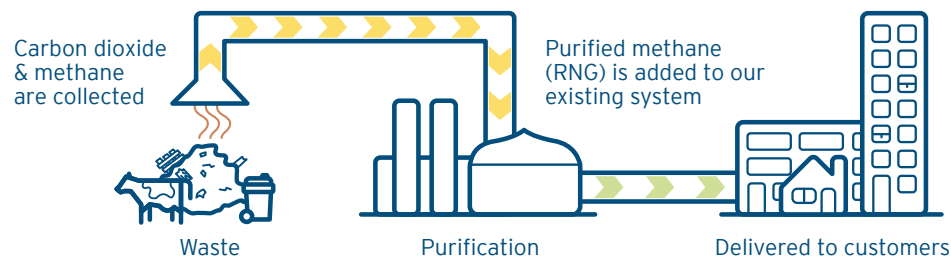 Carbon dioxide
& methane
are collected
Purified methane
(RNG) is added to our
existing system
Waste
Purification
Delivered to customers